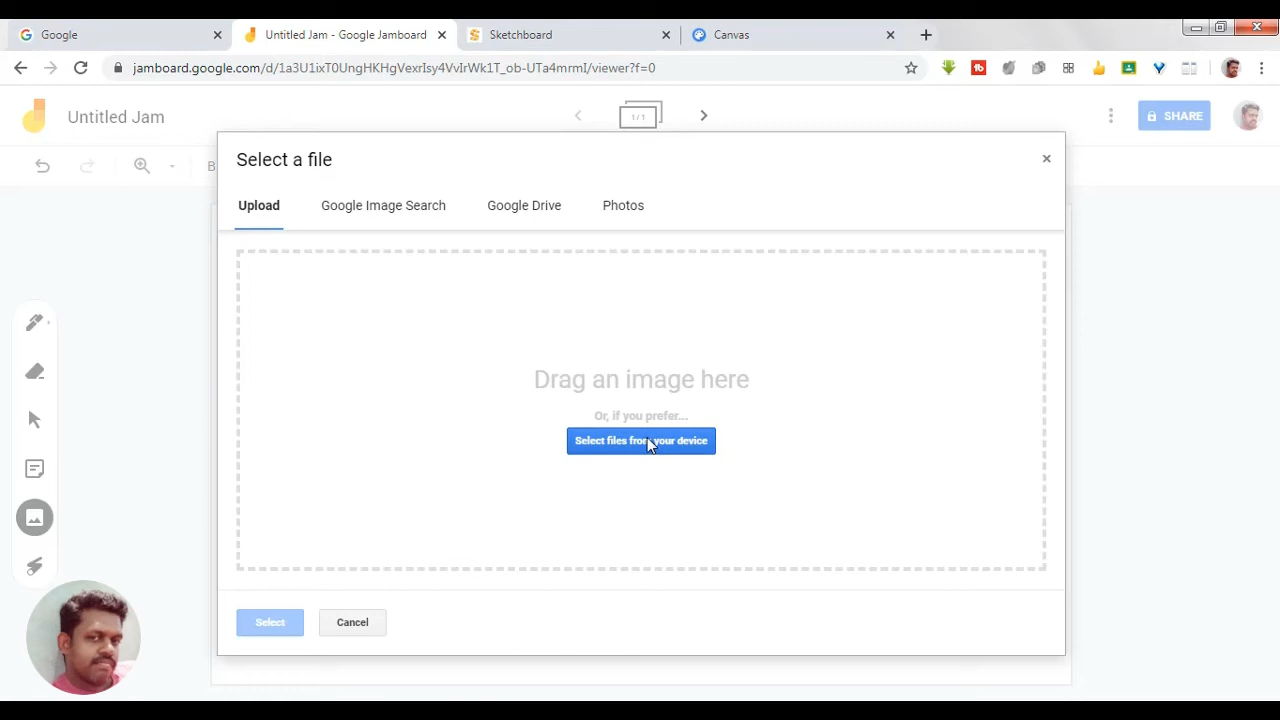 Google
Untitled Jam - Google Jamboard
Canvas
jamboard.google.com/d/1a3U1ixT0UngHKHgVexrIsy4VvIrWk1T_ob-UTa4mrmI/viewer?f=0
Untitled Jam
1/1
SHARE
Select a file
Upload
Google Image Search
Google Drive
Photos
Drag an image here
Or, if you prefer...
Select files from your device
Select
Cancel